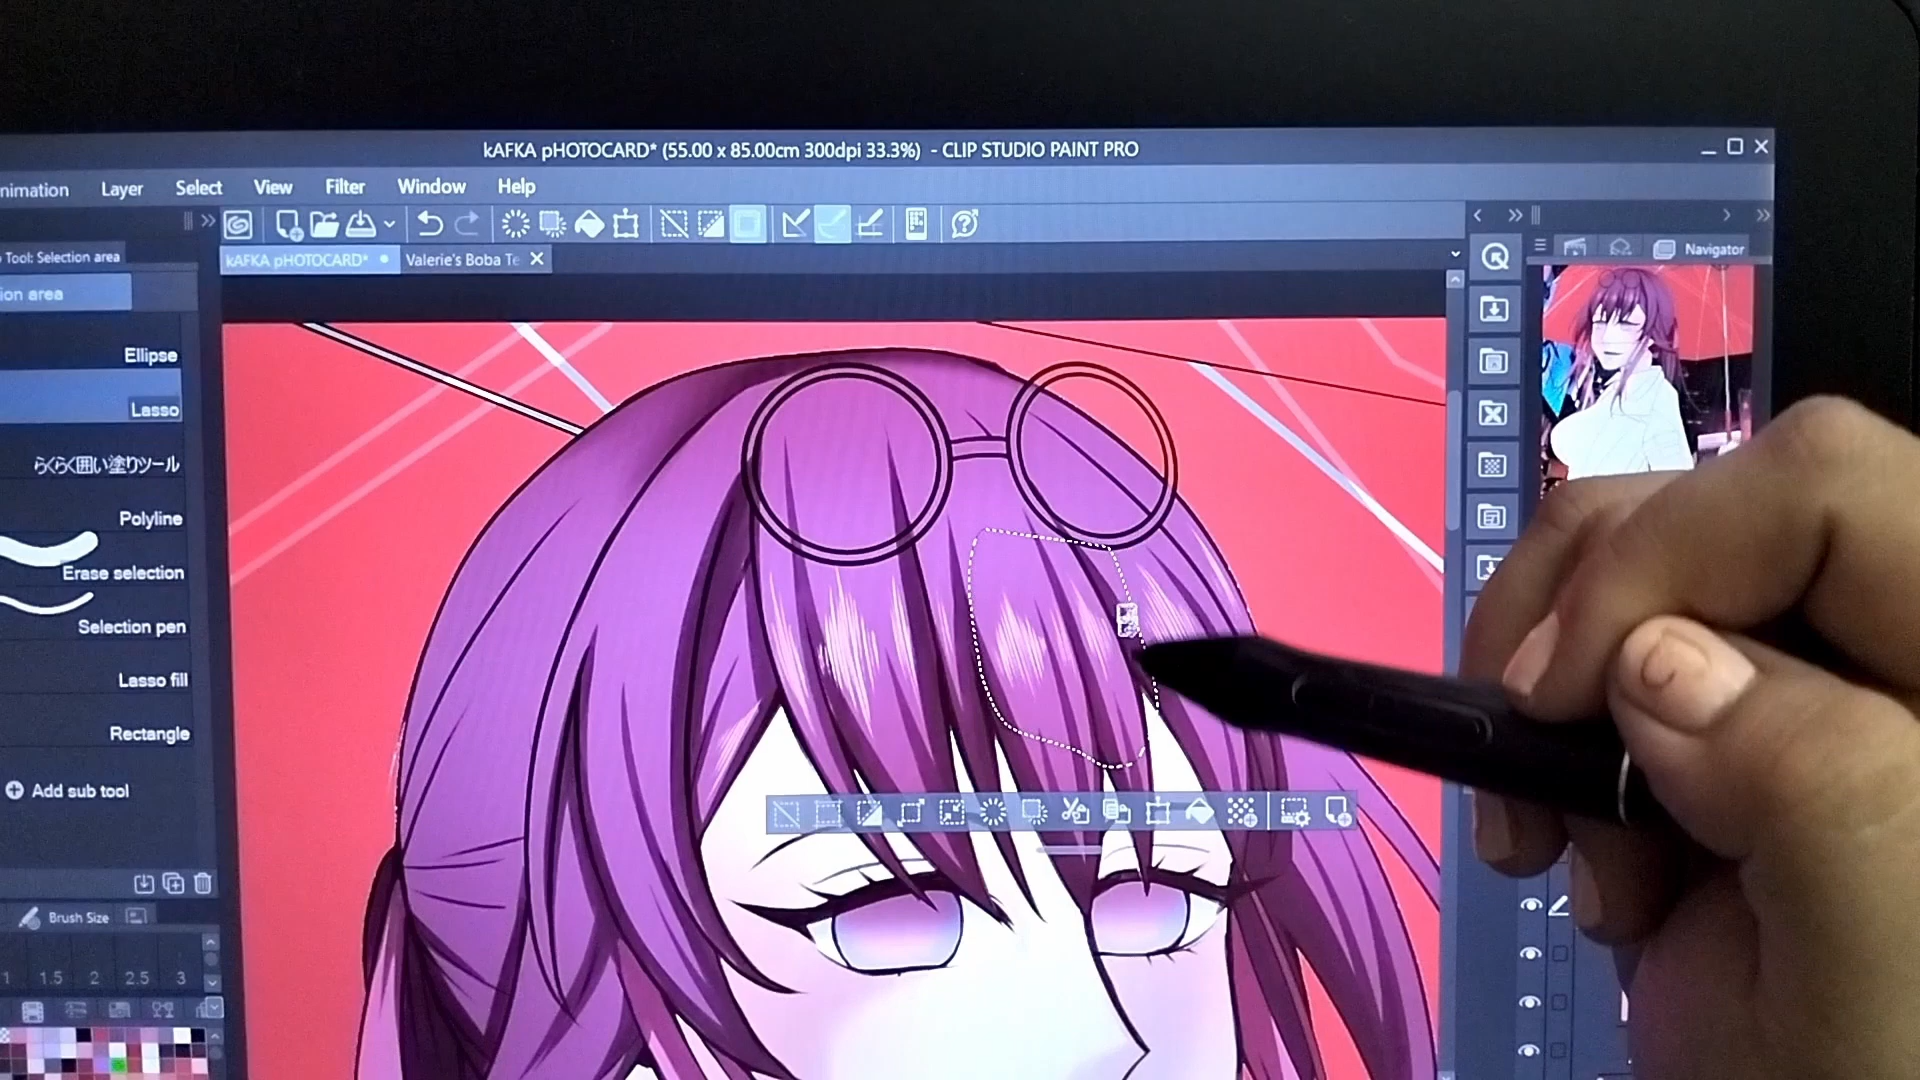 kAFKA pHOTOCARD* (55.00 x 85.00cm 300dpi 33.3%) - CLIP STUDIO PAINT PRO
nimation Layer Select View Filter Window Help
Tool: Selection area
kAFKA pHOTOCARD* Valerie's Boba Te
Navigator
ion area
Ellipse
Lasso
らくらく囲い塗りツール
Polyline
Erase selection
Selection pen
Lasso fill
Rectangle
Add sub tool
Brush Size
1 1.5 2 2.5 3